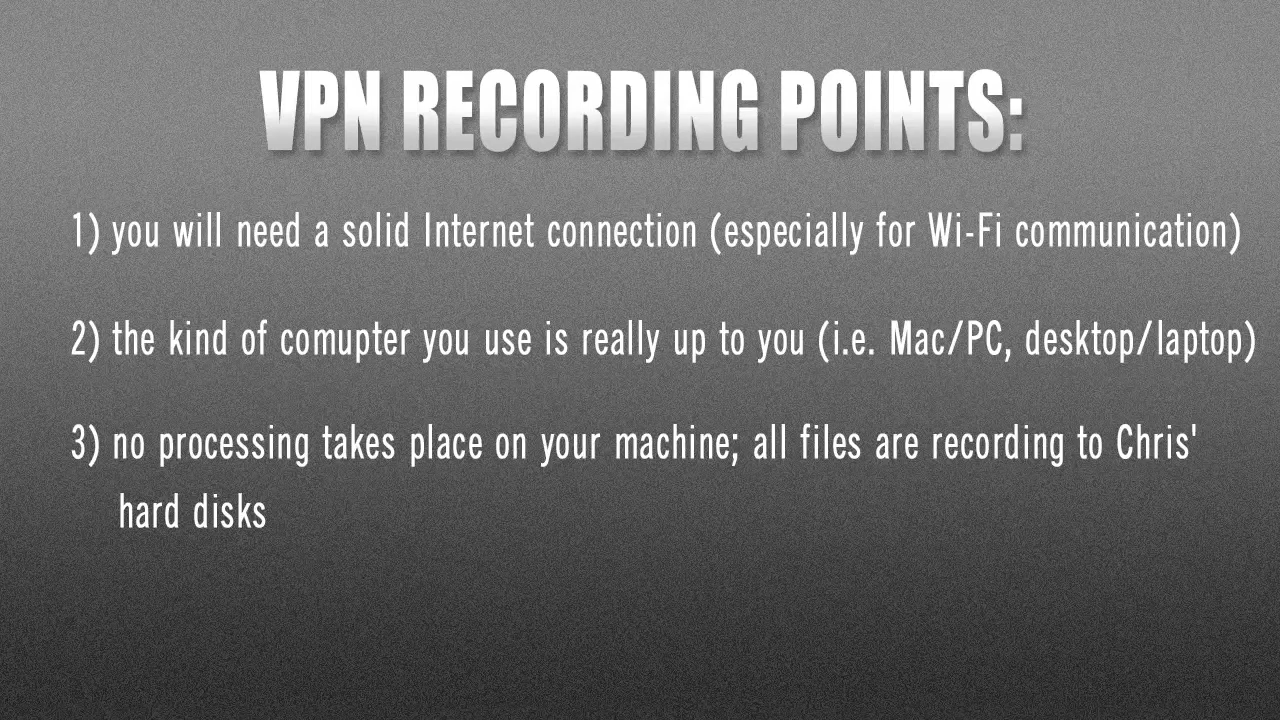 VPN RECORDING POINTS:
1) you will need a solid Internet connection (especially for Wi-Fi communication)
2) the kind of comupter you use is really up to you (i.e. Mac/PC, desktop/laptop)
3) no processing takes place on your machine; all files are recording to Chris'
hard disks